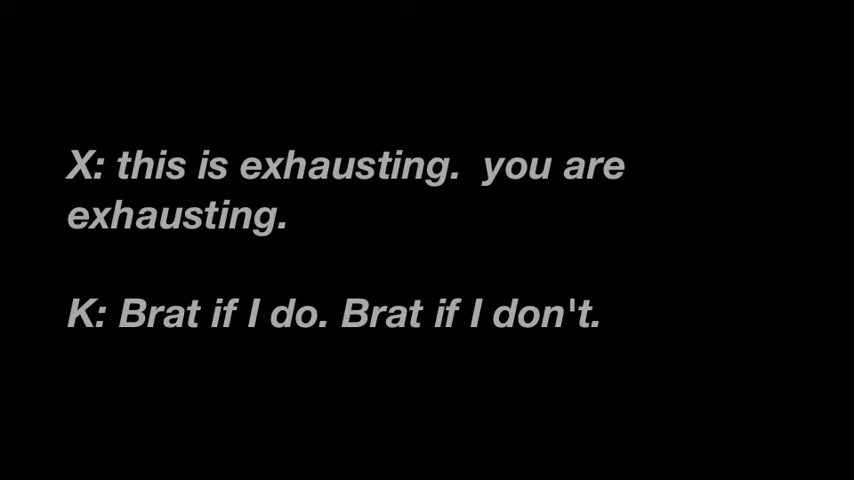 X: this is exhausting.  you are
exhausting.
K: Brat if I do. Brat if I don't.